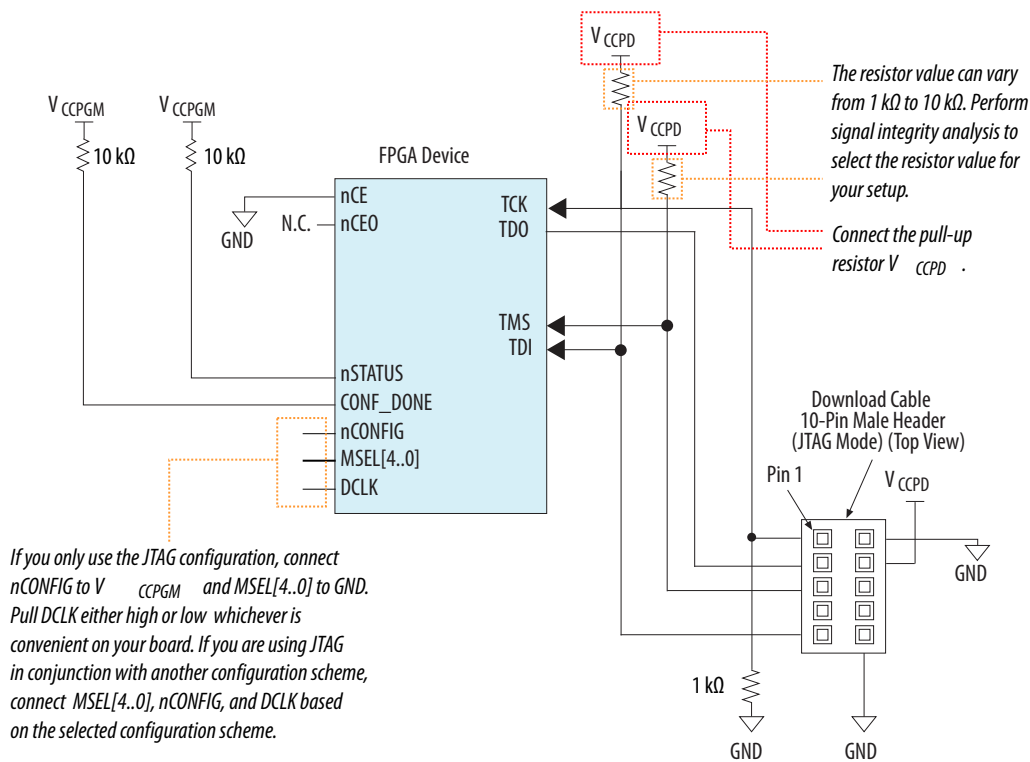 V CCPD
The resistor value can vary
from 1 kΩ to 10 kΩ. Perform
signal integrity analysis to
select the resistor value for
your setup.
V CCPGM
V CCPGM
V CCPD
10 kΩ
10 kΩ
FPGA Device
nCE
TCK
GND
N.C.
nCEO
TDO
Connect the pull-up
resistor V CCPD .
TMS
TDI
nSTATUS
CONF_DONE
nCONFIG
MSEL[4..0]
DCLK
Download Cable
10-Pin Male Header
(JTAG Mode) (Top View)
Pin 1
V CCPD
GND
If you only use the JTAG configuration, connect
nCONFIG to V CCPGM and MSEL[4..0] to GND.
Pull DCLK either high or low whichever is
convenient on your board. If you are using JTAG
in conjunction with another configuration scheme,
connect MSEL[4..0], nCONFIG, and DCLK based
on the selected configuration scheme.
1 kΩ
GND
GND